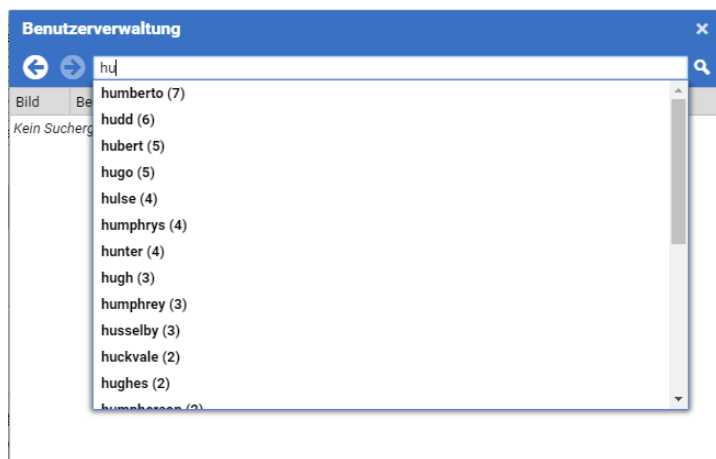 Benutzerverwaltung
hu
Bild Be
Kein Sucherg
humberto (7)
hudd (6)
hubert (5)
hugo (5)
hulse (4)
humphrys (4)
hunter (4)
hugh (3)
humphrey (3)
husselby (3)
huckvale (2)
hughes (2)